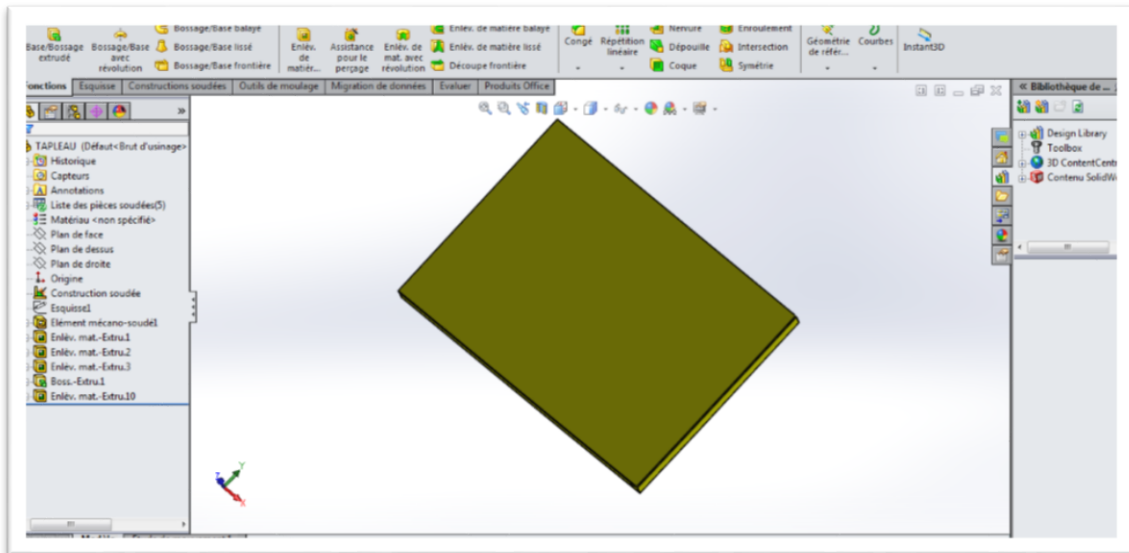 Bossage/Base balayé
Enlèv. de matière balayé
Nervure
Enroulement
Base/Bossage extrudé
Bossage/Base avec révolution
Bossage/Base lissé
Enlèv. de matièr...
Assistance pour le perçage
Enlèv. de mat. avec révolution
Enlèv. de matière lissé
Congé
Répétition linéaire
Dépouille
Intersection
Géométrie de référ...
Courbes
Instant3D
Bossage/Base frontière
Découpe frontière
Coque
Symétrie
Fonctions Esquisse Constructions soudées Outils de moulage Migration de données Evaluer Produits Office
« Bibliothèque de ...
TAPLEAU (Défaut<Brut d'usinage>
Historique
Capteurs
Annotations
Liste des pièces soudées(5)
Matériau <non spécifié>
Plan de face
Plan de dessus
Plan de droite
Origine
Construction soudée
Esquisse1
Elément mécano-soudé1
Enlèv. mat.-Extru.1
Enlèv. mat.-Extru.2
Enlèv. mat.-Extru.3
Boss.-Extru.1
Enlèv. mat.-Extru.10
Design Library
Toolbox
3D ContentCentr
Contenu SolidWo
Z
Y
X